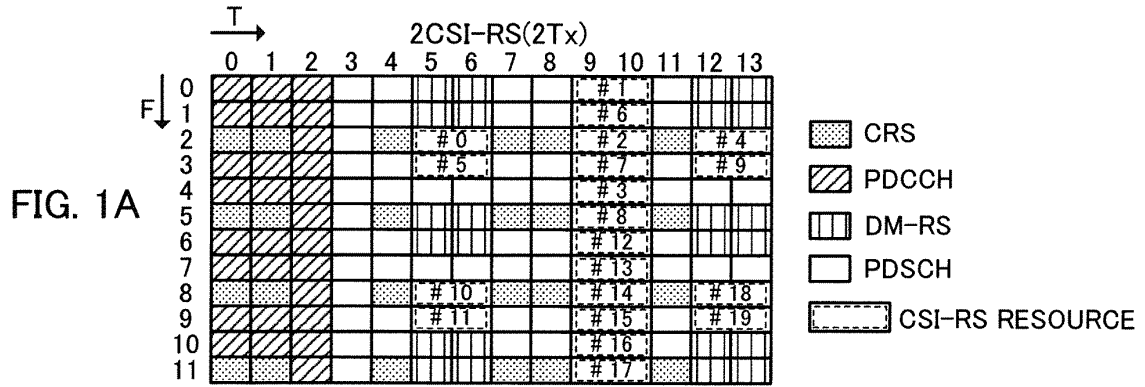 T
2CSI-RS(2Tx)
0 1 2 3 4 5 6 7 8 9 10 11 12 13
F
0 #1
1 #6
2 #0 #2 #4
3 #5 #7 #9
4 #3
5 #8
6 #12
7 #13
8 #10 #14 #18
9 #11 #15 #19
10 #16
11 #17
FIG. 1A
CRS
PDCCH
DM-RS
PDSCH
CSI-RS RESOURCE